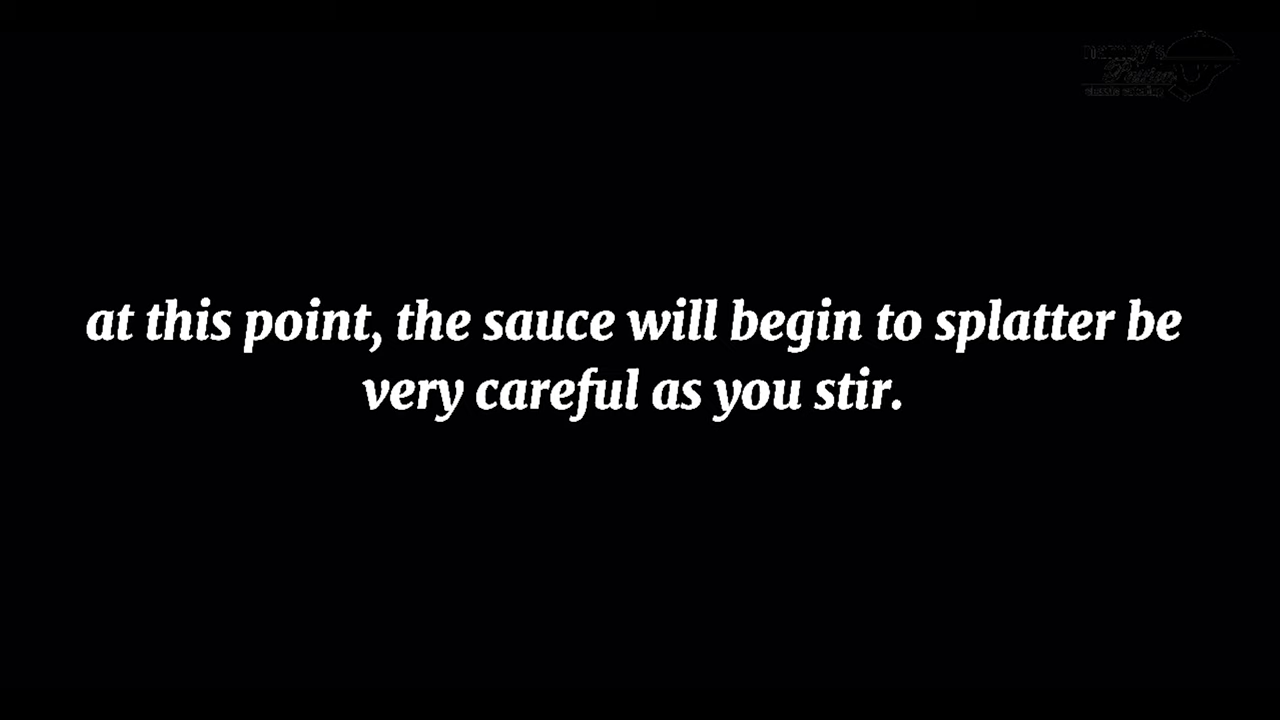 at this point, the sauce will begin to splatter be
very careful as you stir.